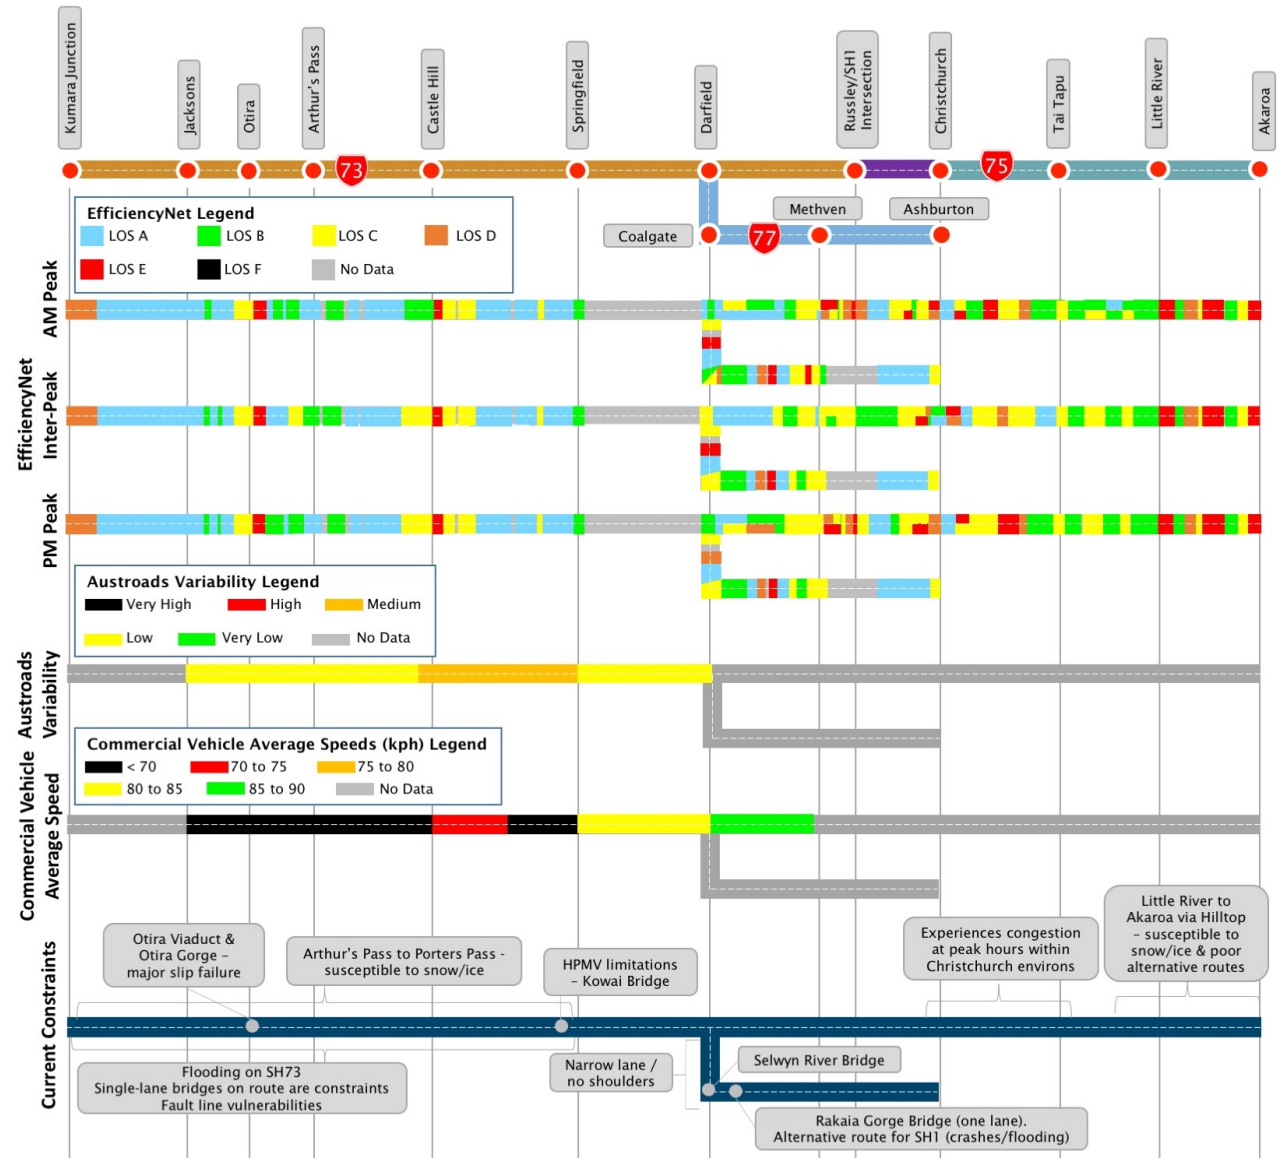 Kumara Junction
Jacksons
Otira
Arthur's Pass
Castle Hill
Springfield
Darfield
Russley/SH1
Intersection
Christchurch
Tai Tapu
Little River
Akaroa
73
75
EfficiencyNet Legend
LOS A
LOS B
LOS C
LOS D
LOS E
LOS F
No Data
Methven
Ashburton
Coalgate
77
EfficiencyNet
AM Peak
Inter-Peak
PM Peak
Austroads Variability Legend
Very High
High
Medium
Low
Very Low
No Data
Austroads
Variability
Commercial Vehicle Average Speeds (kph) Legend
< 70
70 to 75
75 to 80
80 to 85
85 to 90
No Data
Commercial Vehicle
Average Speed
Current Constraints
Otira Viaduct &
Otira Gorge –
major slip failure
Arthur's Pass to Porters Pass -
susceptible to snow/ice
HPMV limitations
– Kowai Bridge
Experiences congestion
at peak hours within
Christchurch environs
Little River to
Akaroa via Hilltop
– susceptible to
snow/ice & poor
alternative routes
Flooding on SH73
Single-lane bridges on route are constraints
Fault line vulnerabilities
Narrow lane /
no shoulders
Selwyn River Bridge
Rakaia Gorge Bridge (one lane).
Alternative route for SH1 (crashes/flooding)